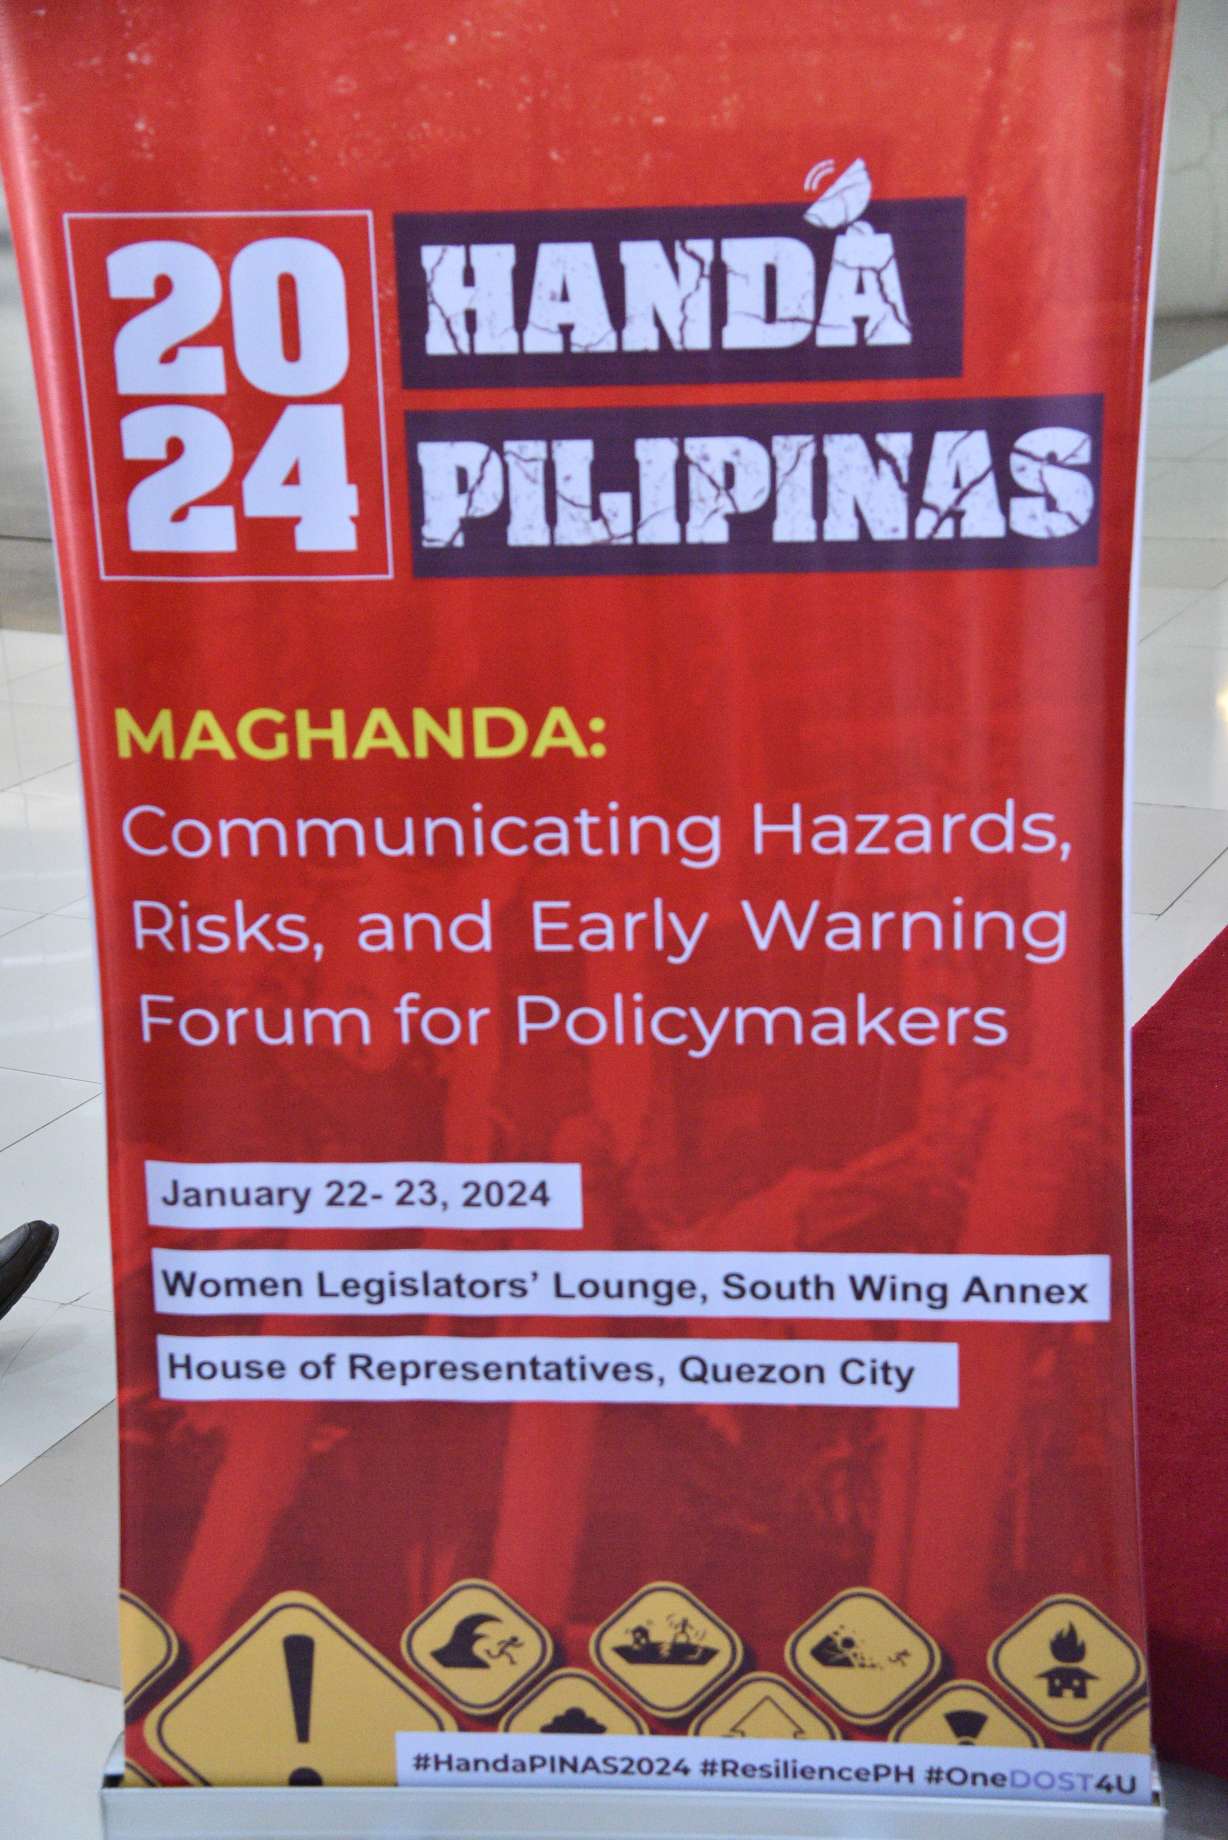 20
24
HANDÂ
PILIPINAS
MAGHANDA:
Communicating Hazards,
Risks, and Early Warning
Forum for Policymakers
January 22- 23, 2024
Women Legislators’ Lounge, South Wing Annex
House of Representatives, Quezon City
#HandaPINAS2024 #ResiliencePH #OneDOST4U